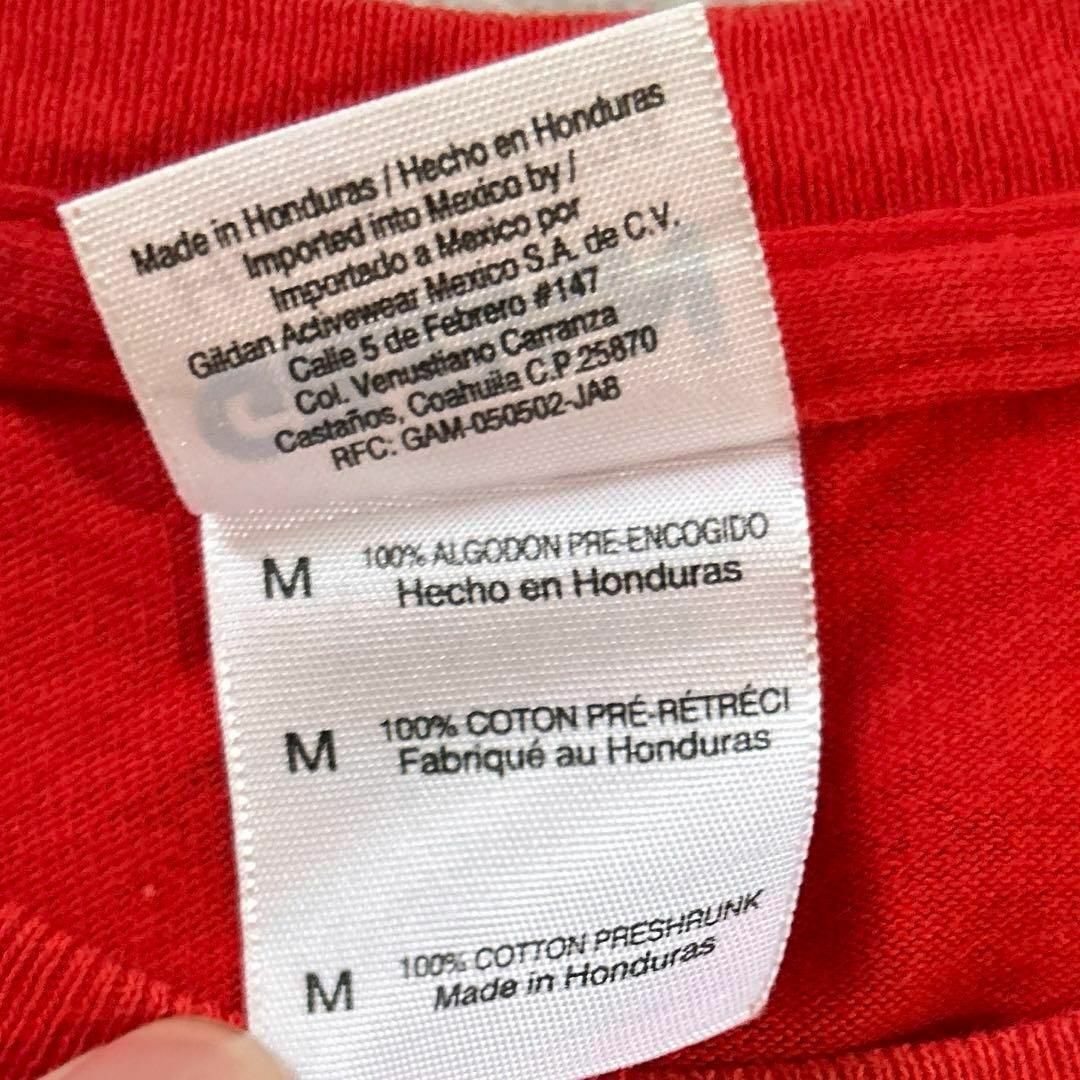 Made in Honduras / Hecho en Honduras
Imported into Mexico by /
Importado a Mexico por
Gildan Activewear Mexico S.A. de C.V.
Calle 5 de Febrero #147
Col. Venustiano Carranza
Castaños, Coahuila C.P. 25870
RFC: GAM-050502-JA8
M 100% ALGODON PRE-ENCOGIDO
Hecho en Honduras
M 100% COTON PRÉ-RÉTRÉCI
Fabriqué au Honduras
M 100% COTTON PRESHRUNK
Made in Honduras